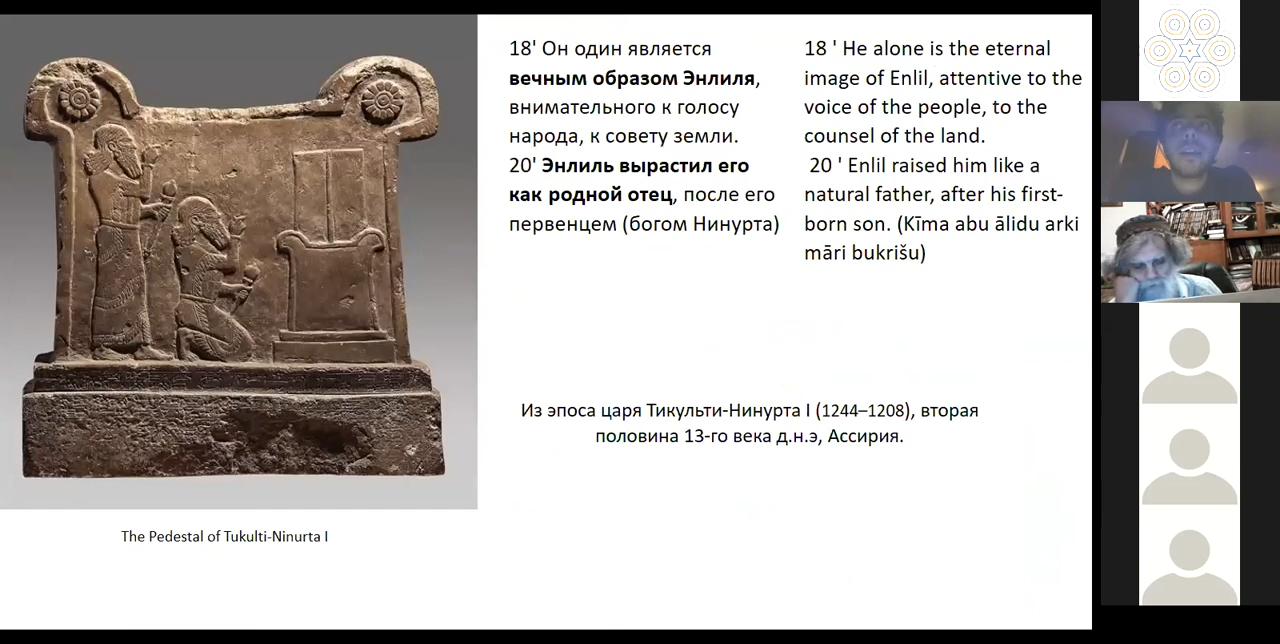 18' Он один является
вечным образом Энлиля,
внимательного к голосу
народа, к совету земли.
20' Энлиль вырастил его
как родной отец, после его
первенцем (богом Нинурта)
18 ' He alone is the eternal
image of Enlil, attentive to the
voice of the people, to the
counsel of the land.
20 ' Enlil raised him like a
natural father, after his first-
born son. (Kīma abu ālidu arki
māri bukrišu)
Из эпоса царя Тикульти-Нинурта I (1244–1208), вторая
половина 13-го века д.н.э, Ассирия.
The Pedestal of Tukulti-Ninurta I